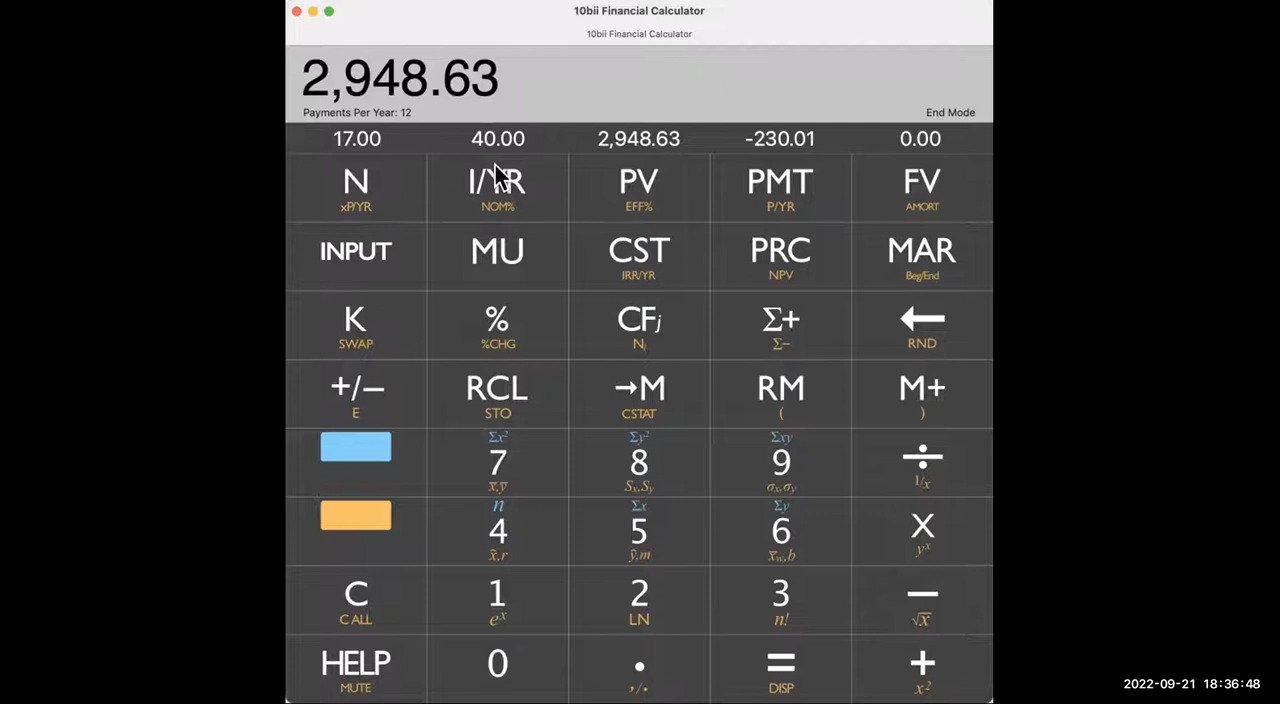 10bii Financial Calculator
10bii Financial Calculator
2,948.63
Payments Per Year: 12 End Mode
17.00 40.00 2,948.63 -230.01 0.00
N I/YR PV PMT FV
xP/YR NOM% EFF% P/YR AMORT
INPUT MU CST PRC MAR
IRR/YR NPV Beg/End
K % CFj Σ+ ←
SWAP %CHG Nj Σ− RND
+/− RCL →M RM M+
E STO CSTAT ( )
Σx² Σy² Σxy
7 8 9 ÷
x̅,y̅ Sx,Sy σx,σy 1/x
n Σx Σy
4 5 6 X
x̂,r ŷ,m x̅w,b yˣ
C 1 2 3 −
C ALL eˣ LN n! √x
HELP 0 . = +
MUTE ,/. DISP x²
2022-09-21 18:36:48